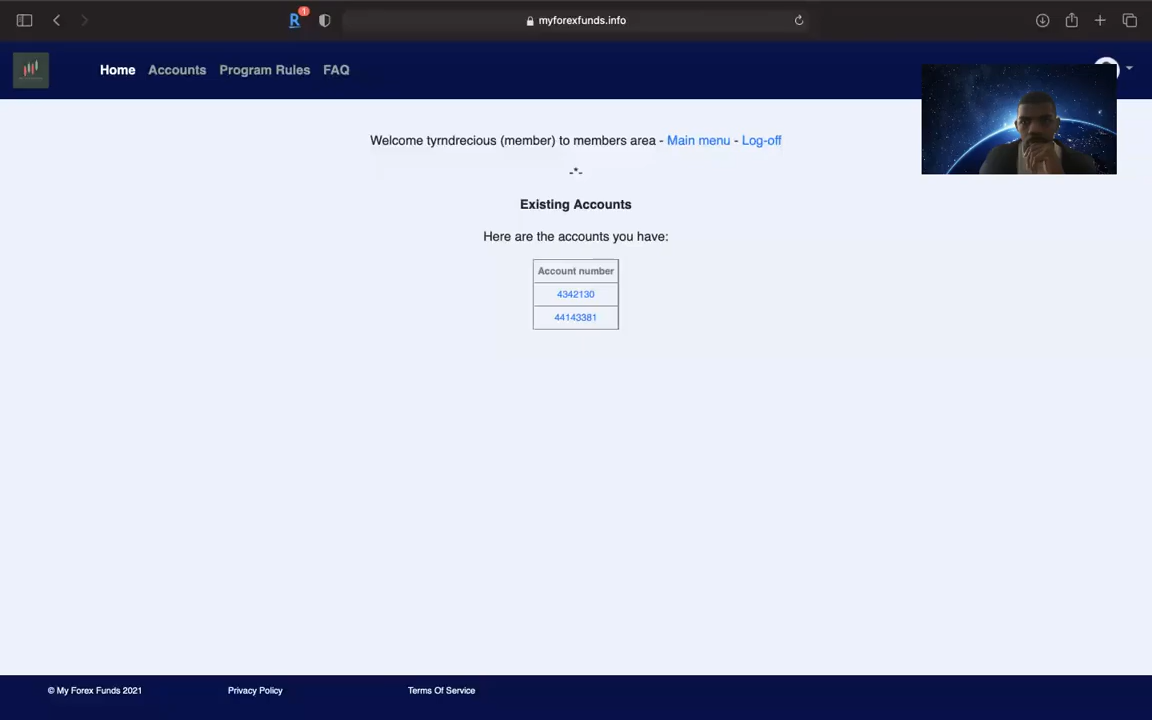 R 1 myforexfunds.info
Home Accounts Program Rules FAQ
Welcome tyrndrecious (member) to members area - Main menu - Log-off
-*-
Existing Accounts
Here are the accounts you have:
Account number
4342130
44143381
© My Forex Funds 2021 Privacy Policy Terms Of Service